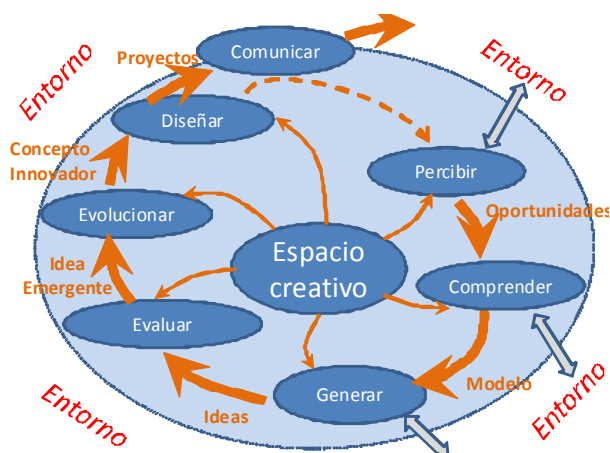 Comunicar
Entorno
Entorno
Proyectos
Diseñar
Concepto
Innovador
Percibir
Evolucionar
Oportunidades
Espacio
creativo
Idea
Emergente
Comprender
Evaluar
Modelo
Generar
Ideas
Entorno
Entorno